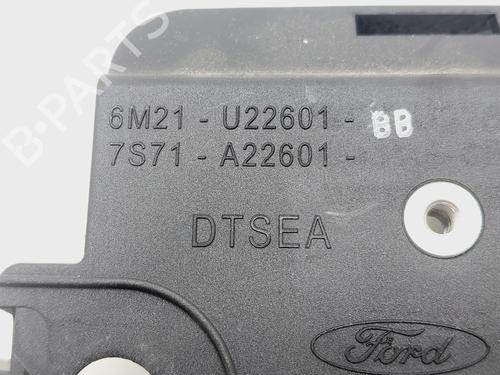 6M21 - U22601 - BB
7S71 - A22601 -
DTSEA
Ford
B-PARTS